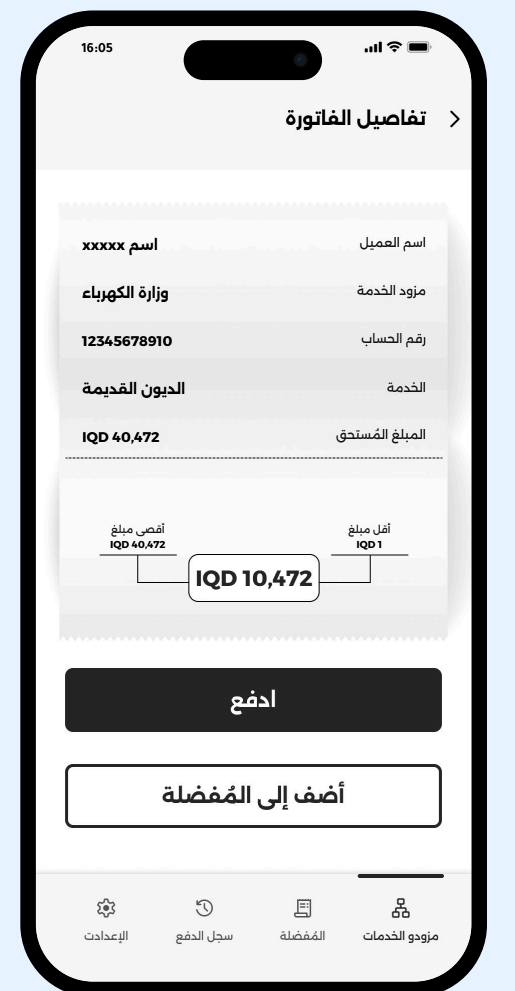 16:05
تفاصيل الفاتورة
اسم العميل اسم xxxxx
مزود الخدمة وزارة الكهرباء
رقم الحساب 12345678910
الخدمة الديون القديمة
المبلغ المُستحق IQD 40,472
أقل مبلغ أقصى مبلغ
IQD 1 IQD 40,472
IQD 10,472
ادفع
أضف إلى المُفضلة
مزودو الخدمات المُفضلة سجل الدفع الإعدادت